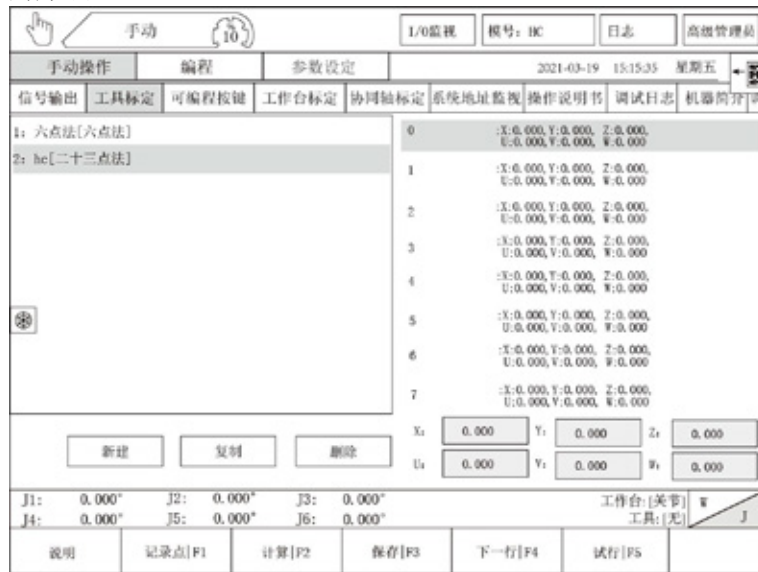 手动
10
I/O监视
模号: HC
日志
高级管理员
手动操作
编程
参数设定
2021-03-19 15:15:35 星期五
信号输出
工具标定
可编程按键
工作台标定
协同轴标定
系统地址监视
操作说明书
调试日志
机器简介
1: 六点法[六点法]
2: hc[二十三点法]
0 :X:0.000,Y:0.000, Z:0.000,
U:0.000,V:0.000, W:0.000
1 :X:0.000,Y:0.000, Z:0.000,
U:0.000,V:0.000, W:0.000
2 :X:0.000,Y:0.000, Z:0.000,
U:0.000,V:0.000, W:0.000
3 :X:0.000,Y:0.000, Z:0.000,
U:0.000,V:0.000, W:0.000
4 :X:0.000,Y:0.000, Z:0.000,
U:0.000,V:0.000, W:0.000
5 :X:0.000,Y:0.000, Z:0.000,
U:0.000,V:0.000, W:0.000
6 :X:0.000,Y:0.000, Z:0.000,
U:0.000,V:0.000, W:0.000
7 :X:0.000,Y:0.000, Z:0.000,
U:0.000,V:0.000, W:0.000
X: 0.000 Y: 0.000 Z: 0.000
新建
复制
删除
U: 0.000 V: 0.000 W: 0.000
J1: 0.000° J2: 0.000° J3: 0.000°
工作台:[关节]
W
J4: 0.000° J5: 0.000° J6: 0.000°
工具:[无]
J
说明
记录点|F1
计算|F2
保存|F3
下一行|F4
试行|F5